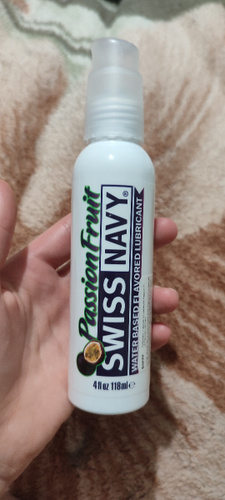 Passion Fruit
SWISS NAVY®
WATER BASED FLAVORED LUBRICANT
4 fl oz 118ml℮